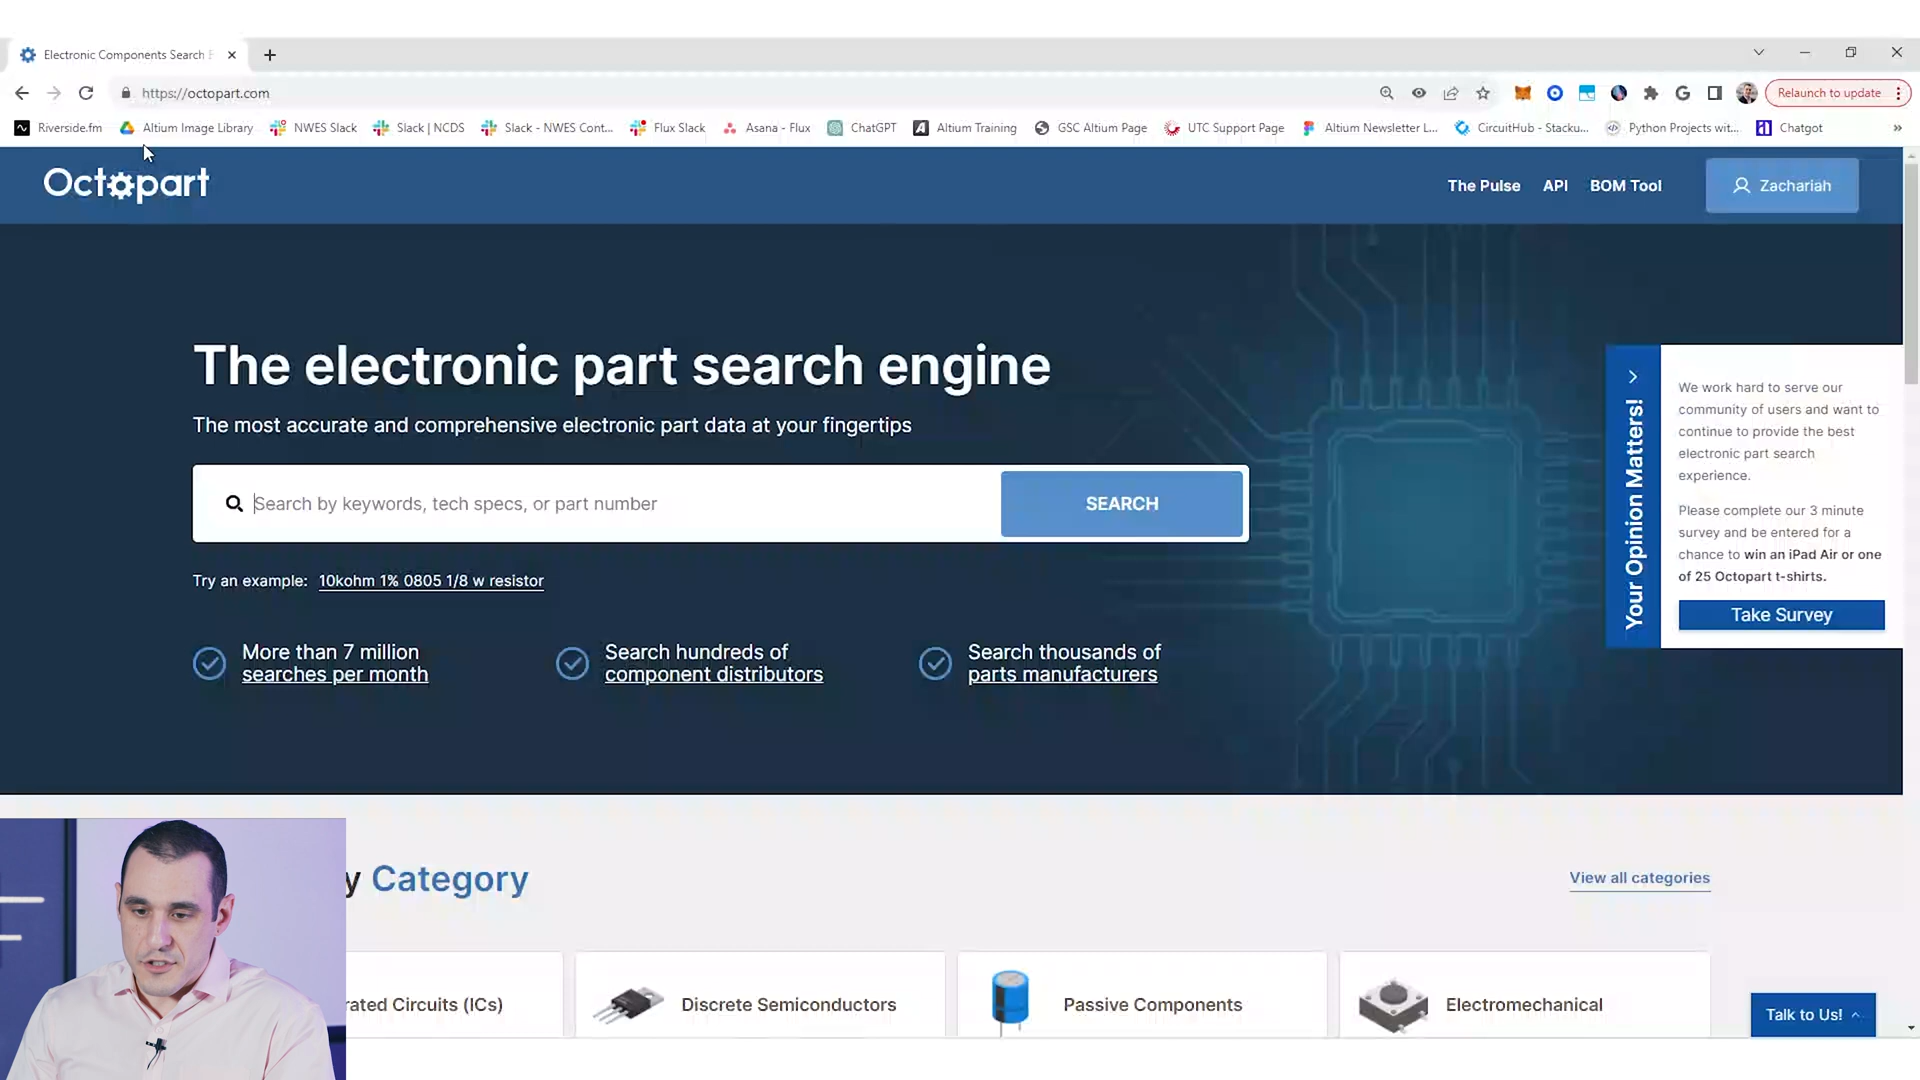 Electronic Components Search
https://octopart.com
Relaunch to update
Riverside.fm
Altium Image Library
NWES Slack
Slack | NCDS
Slack - NWES Cont...
Flux Slack
Asana - Flux
ChatGPT
Altium Training
GSC Altium Page
UTC Support Page
Altium Newsletter L...
CircuitHub - Stacku...
Python Projects wit...
Chatgot
Octopart
The Pulse
API
BOM Tool
Zachariah
The electronic part search engine
The most accurate and comprehensive electronic part data at your fingertips
Search by keywords, tech specs, or part number
SEARCH
Try an example: 10kohm 1% 0805 1/8 w resistor
More than 7 million
searches per month
Search hundreds of
component distributors
Search thousands of
parts manufacturers
Your Opinion Matters!
We work hard to serve our
community of users and want to
continue to provide the best
electronic part search
experience.
Please complete our 3 minute
survey and be entered for a
chance to win an iPad Air or one
of 25 Octopart t-shirts.
Take Survey
y Category
View all categories
rated Circuits (ICs)
Discrete Semiconductors
Passive Components
Electromechanical
Talk to Us!